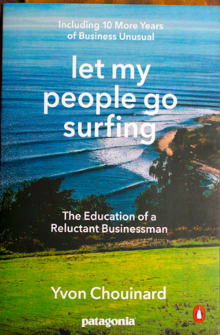 Including 10 More Years
of Business Unusual
let my
people go
surfing
The Education of a
Reluctant Businessman
Yvon Chouinard
patagonia